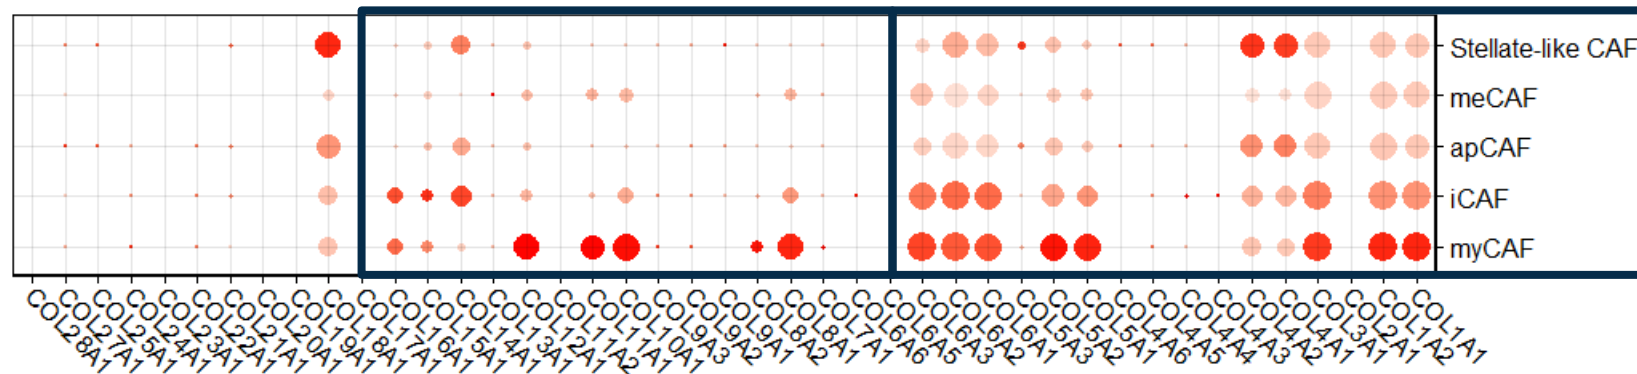 Stellate-like CAF
meCAF
apCAF
iCAF
myCAF
COL28A1
COL27A1
COL25A1
COL24A1
COL23A1
COL22A1
COL21A1
COL20A1
COL19A1
COL18A1
COL17A1
COL16A1
COL15A1
COL14A1
COL13A1
COL12A1
COL11A2
COL11A1
COL10A1
COL9A3
COL9A2
COL9A1
COL8A2
COL8A1
COL7A1
COL6A6
COL6A5
COL6A3
COL6A2
COL6A1
COL5A3
COL5A2
COL5A1
COL4A6
COL4A5
COL4A4
COL4A3
COL4A2
COL4A1
COL3A1
COL2A1
COL1A2
COL1A1